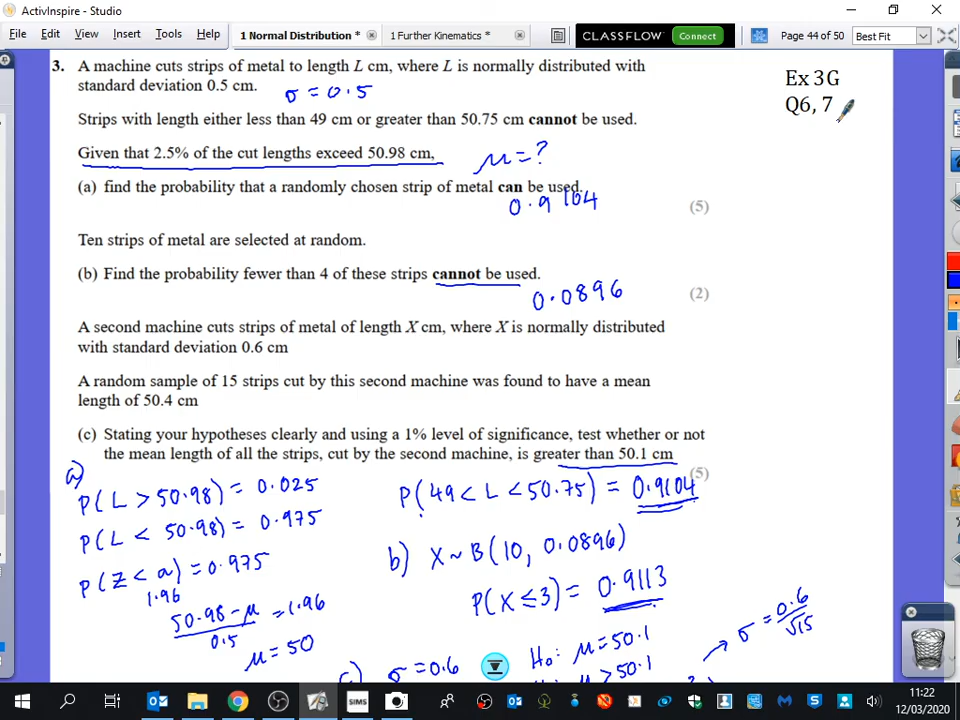 ActivInspire - Studio
File Edit View Insert Tools Help
1 Normal Distribution *
1 Further Kinematics *
CLASSFLOW Connect
Page 44 of 50
Best Fit
3. A machine cuts strips of metal to length L cm, where L is normally distributed with
standard deviation 0.5 cm.
σ = 0.5
Ex 3G
Q6, 7
Strips with length either less than 49 cm or greater than 50.75 cm cannot be used.
Given that 2.5% of the cut lengths exceed 50.98 cm,
μ = ?
(a) find the probability that a randomly chosen strip of metal can be used.
0.9104
(5)
Ten strips of metal are selected at random.
(b) Find the probability fewer than 4 of these strips cannot be used.
0.0896
(2)
A second machine cuts strips of metal of length X cm, where X is normally distributed
with standard deviation 0.6 cm
A random sample of 15 strips cut by this second machine was found to have a mean
length of 50.4 cm
(c) Stating your hypotheses clearly and using a 1% level of significance, test whether or not
the mean length of all the strips, cut by the second machine, is greater than 50.1 cm
(5)
a)
P(L > 50.98) = 0.025
P(L < 50.98) = 0.975
P(Z < a) = 0.975
1.96
50.98 - μ
0.5
= 1.96
μ = 50
P(49 < L < 50.75) = 0.9104
b) X ~ B(10, 0.0896)
P(X ≤ 3) = 0.9113
c) σ = 0.6
H₀: μ = 50.1
μ > 50.1
→ σ = 0.6/√15
SIMS
11:22
12/03/2020